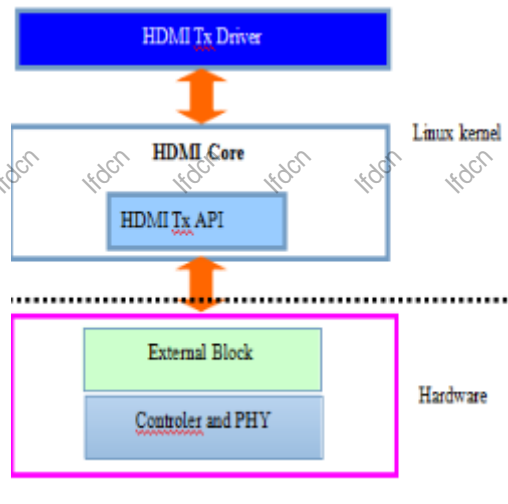 HDMI Tx Driver
Linux kernel
HDMI Core
lfdcn lfdcn lfdcn lfdcn lfdcn lfdcn
HDMI Tx API
External Block
Hardware
Controler and PHY